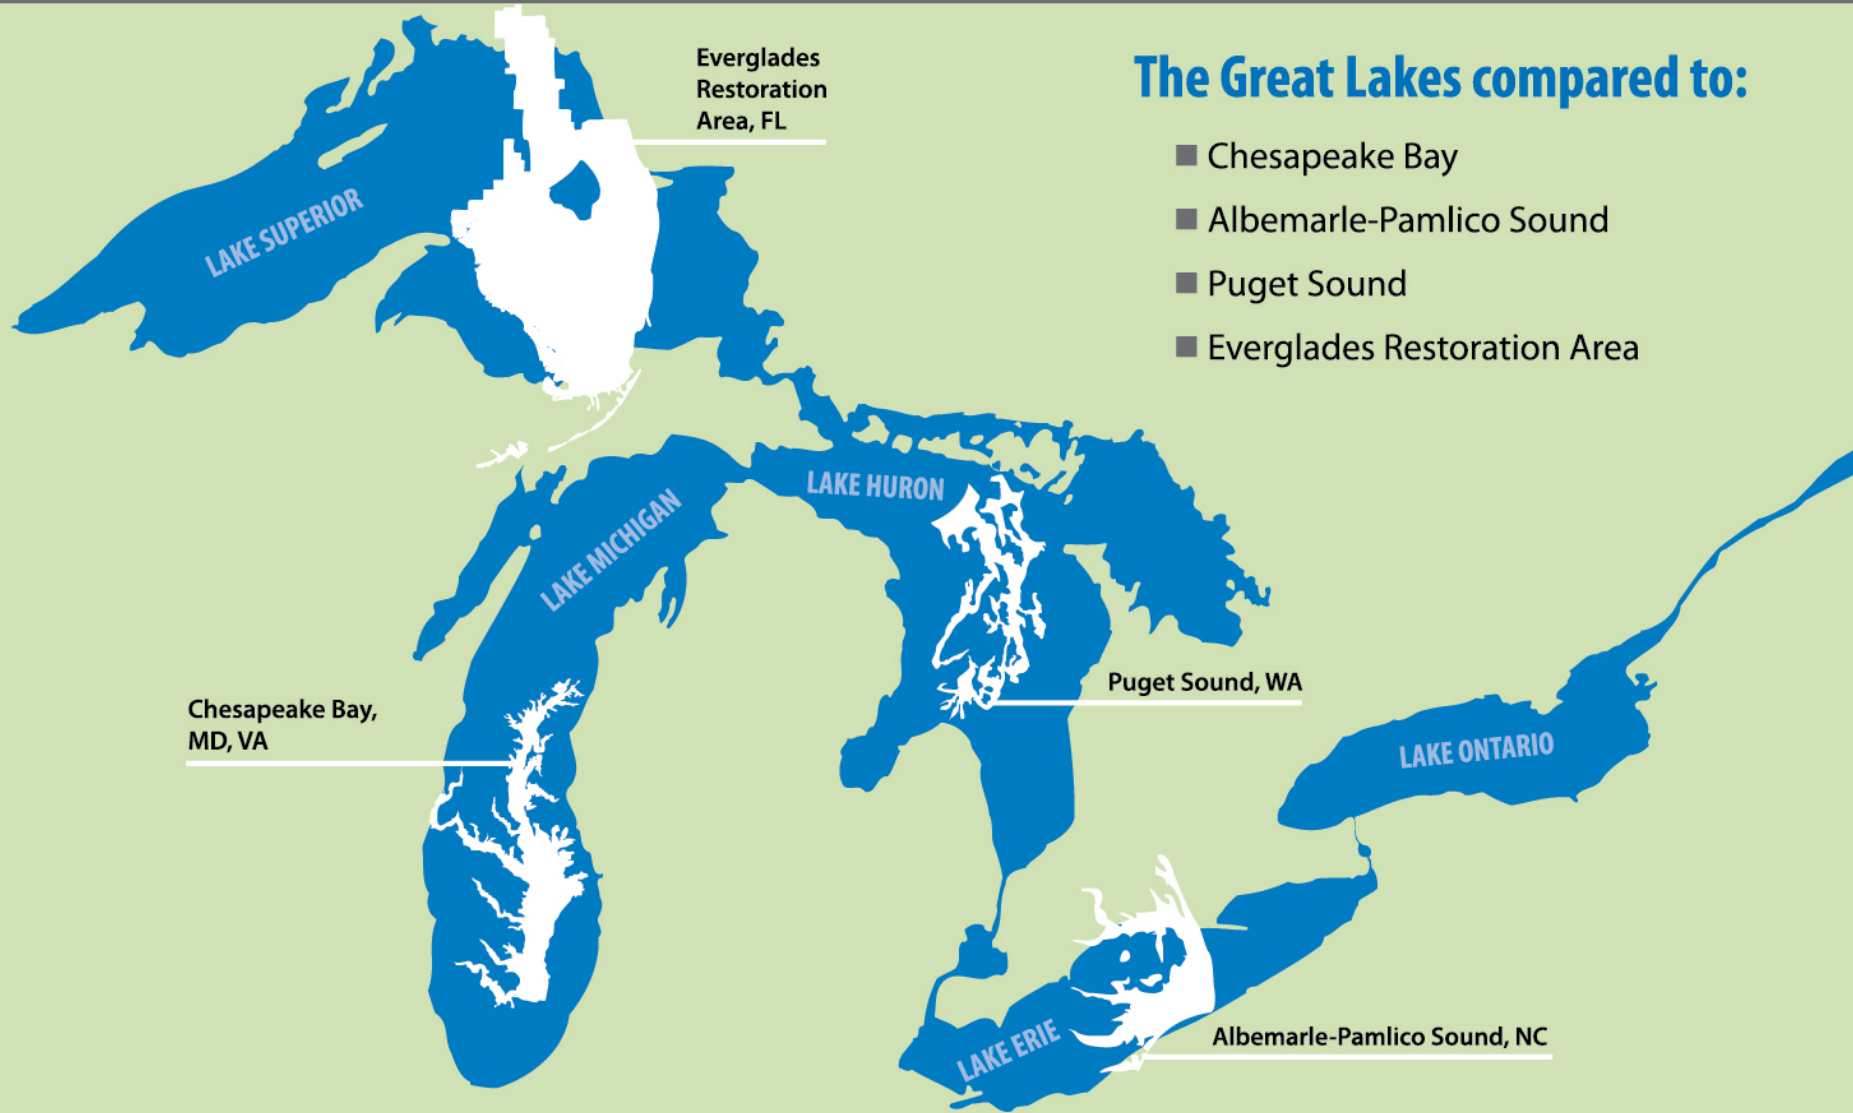 The Great Lakes compared to:
Chesapeake Bay
Albemarle-Pamlico Sound
Puget Sound
Everglades Restoration Area
Everglades
Restoration
Area, FL
LAKE SUPERIOR
LAKE HURON
LAKE MICHIGAN
Puget Sound, WA
Chesapeake Bay,
MD, VA
LAKE ONTARIO
Albemarle-Pamlico Sound, NC
LAKE ERIE